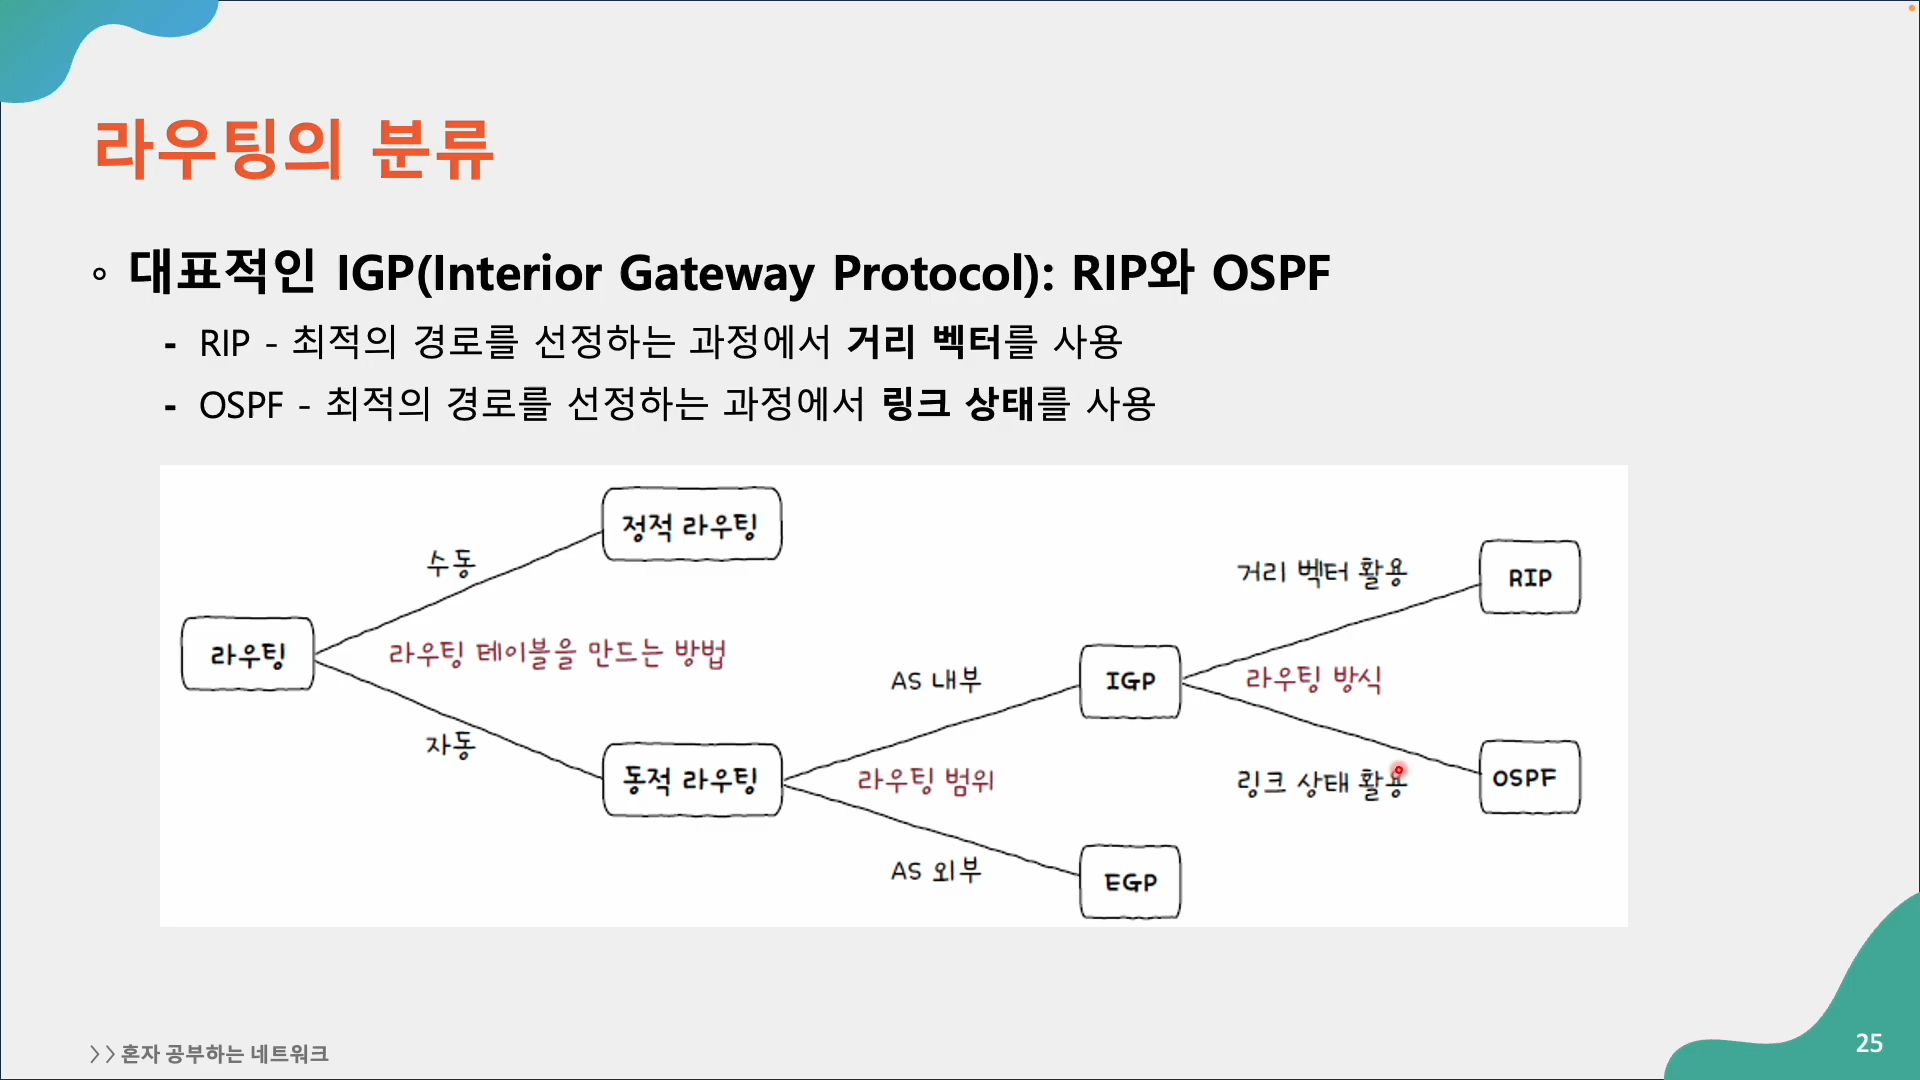 라우팅의 분류
대표적인 IGP(Interior Gateway Protocol): RIP와 OSPF
- RIP - 최적의 경로를 선정하는 과정에서 거리 벡터를 사용
- OSPF - 최적의 경로를 선정하는 과정에서 링크 상태를 사용
정적 라우팅
수동
거리 벡터 활용
RIP
라우팅
라우팅 테이블을 만드는 방법
AS 내부
IGP
라우팅 방식
자동
동적 라우팅
라우팅 범위
링크 상태 활용
OSPF
AS 외부
EGP
>> 혼자 공부하는 네트워크
25